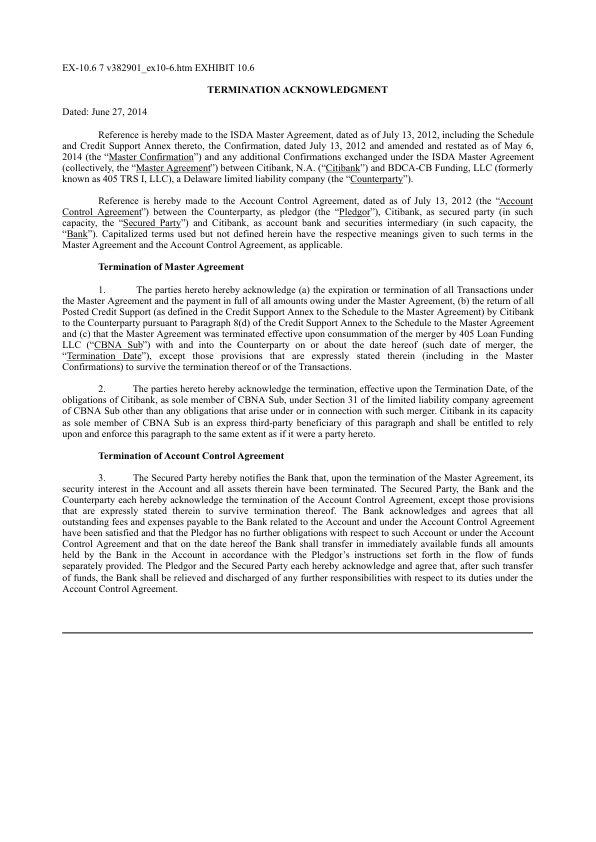 EX-10.6 7 v382901_ex10-6.htm EXHIBIT 10.6
TERMINATION ACKNOWLEDGMENT
Dated: June 27, 2014
Reference is hereby made to the ISDA Master Agreement, dated as of July 13, 2012, including the Schedule
and Credit Support Annex thereto, the Confirmation, dated July 13, 2012 and amended and restated as of May 6,
2014 (the “Master Confirmation”) and any additional Confirmations exchanged under the ISDA Master Agreement
(collectively, the “Master Agreement”) between Citibank, N.A. (“Citibank”) and BDCA-CB Funding, LLC (formerly
known as 405 TRS I, LLC), a Delaware limited liability company (the “Counterparty”).
Reference is hereby made to the Account Control Agreement, dated as of July 13, 2012 (the “Account
Control Agreement”) between the Counterparty, as pledgor (the “Pledgor”), Citibank, as secured party (in such
capacity, the “Secured Party”) and Citibank, as account bank and securities intermediary (in such capacity, the
“Bank”). Capitalized terms used but not defined herein have the respective meanings given to such terms in the
Master Agreement and the Account Control Agreement, as applicable.
Termination of Master Agreement
1. The parties hereto hereby acknowledge (a) the expiration or termination of all Transactions under
the Master Agreement and the payment in full of all amounts owing under the Master Agreement, (b) the return of all
Posted Credit Support (as defined in the Credit Support Annex to the Schedule to the Master Agreement) by Citibank
to the Counterparty pursuant to Paragraph 8(d) of the Credit Support Annex to the Schedule to the Master Agreement
and (c) that the Master Agreement was terminated effective upon consummation of the merger by 405 Loan Funding
LLC (“CBNA Sub”) with and into the Counterparty on or about the date hereof (such date of merger, the
“Termination Date”), except those provisions that are expressly stated therein (including in the Master
Confirmations) to survive the termination thereof or of the Transactions.
2. The parties hereto hereby acknowledge the termination, effective upon the Termination Date, of the
obligations of Citibank, as sole member of CBNA Sub, under Section 31 of the limited liability company agreement
of CBNA Sub other than any obligations that arise under or in connection with such merger. Citibank in its capacity
as sole member of CBNA Sub is an express third-party beneficiary of this paragraph and shall be entitled to rely
upon and enforce this paragraph to the same extent as if it were a party hereto.
Termination of Account Control Agreement
3. The Secured Party hereby notifies the Bank that, upon the termination of the Master Agreement, its
security interest in the Account and all assets therein have been terminated. The Secured Party, the Bank and the
Counterparty each hereby acknowledge the termination of the Account Control Agreement, except those provisions
that are expressly stated therein to survive termination thereof. The Bank acknowledges and agrees that all
outstanding fees and expenses payable to the Bank related to the Account and under the Account Control Agreement
have been satisfied and that the Pledgor has no further obligations with respect to such Account or under the Account
Control Agreement and that on the date hereof the Bank shall transfer in immediately available funds all amounts
held by the Bank in the Account in accordance with the Pledgor’s instructions set forth in the flow of funds
separately provided. The Pledgor and the Secured Party each hereby acknowledge and agree that, after such transfer
of funds, the Bank shall be relieved and discharged of any further responsibilities with respect to its duties under the
Account Control Agreement.